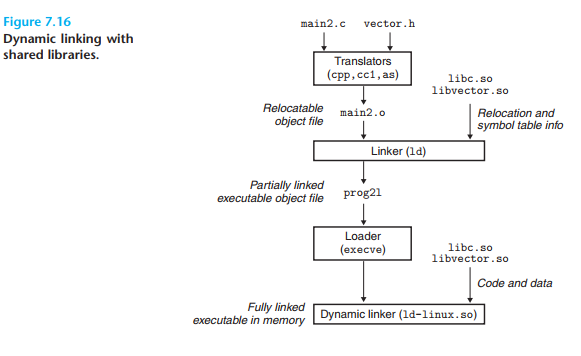 Figure 7.16
Dynamic linking with
shared libraries.
main2.c vector.h
Translators
(cpp,cc1,as)
libc.so
libvector.so
Relocatable
object file
main2.o
Relocation and
symbol table info
Linker (ld)
Partially linked
executable object file
prog2l
Loader
(execve)
libc.so
libvector.so
Code and data
Fully linked
executable in memory
Dynamic linker (ld-linux.so)